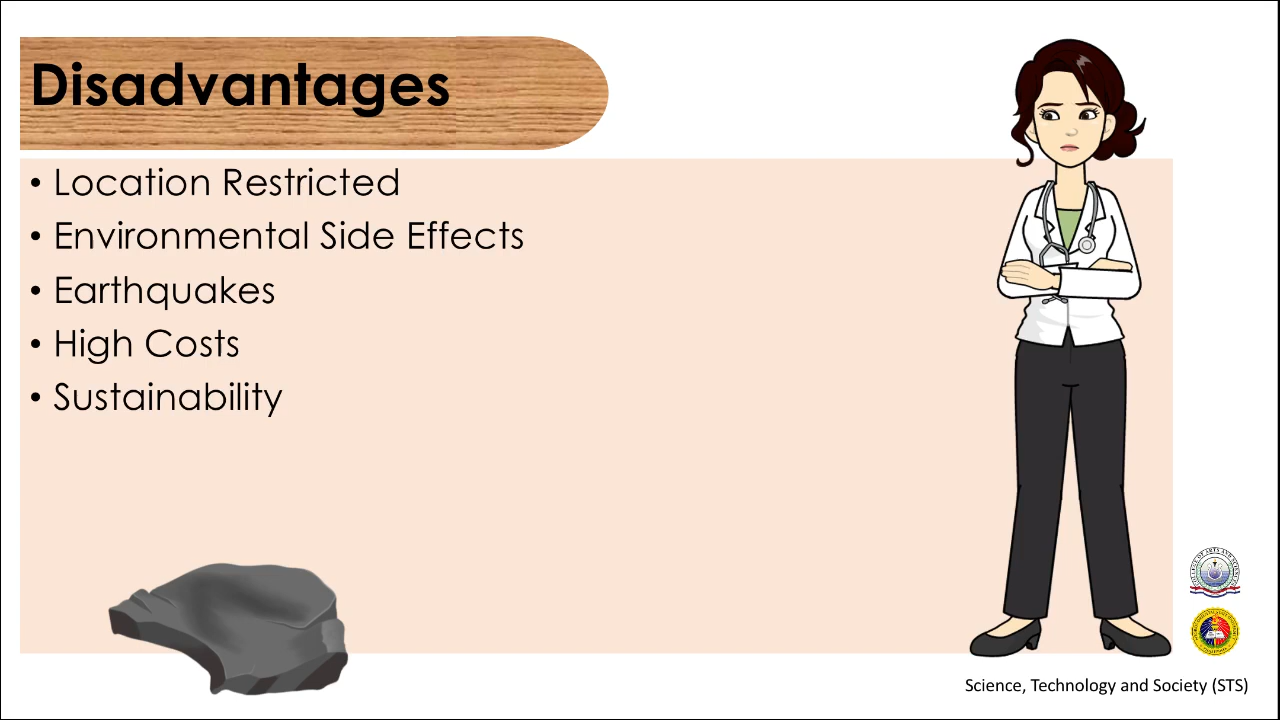 Disadvantages
• Location Restricted
• Environmental Side Effects
• Earthquakes
• High Costs
• Sustainability
Science, Technology and Society (STS)